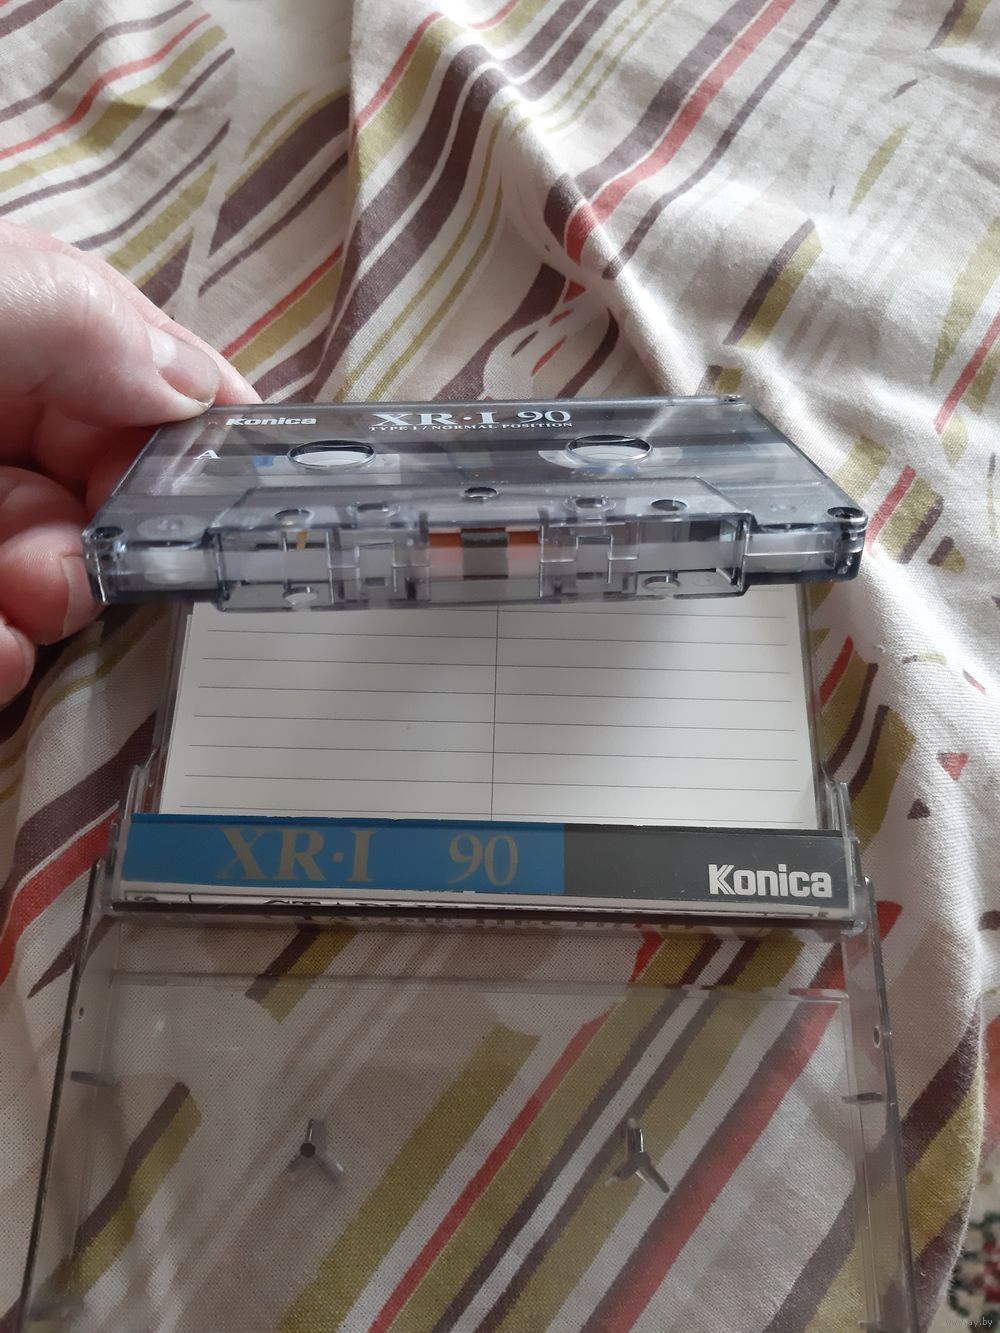 Konica
XR·I 90
TYPE I / NORMAL POSITION
A
XR·I 90
Konica